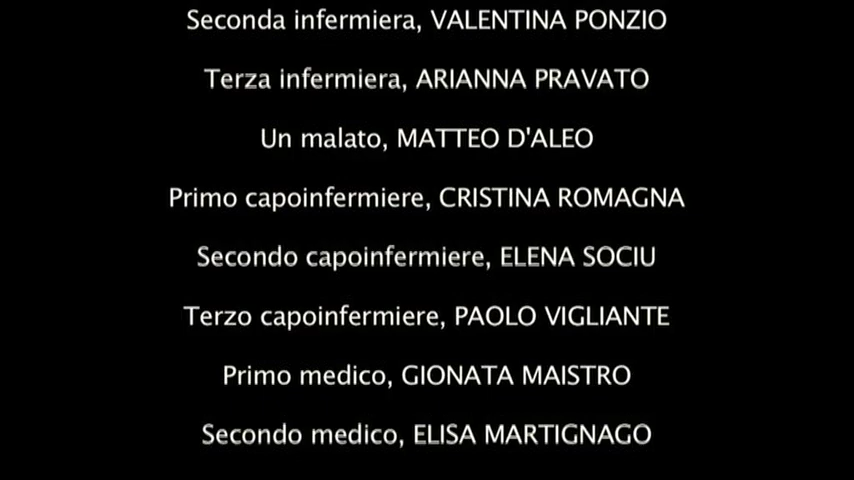 Seconda infermiera, VALENTINA PONZIO
Terza infermiera, ARIANNA PRAVATO
Un malato, MATTEO D'ALEO
Primo capoinfermiere, CRISTINA ROMAGNA
Secondo capoinfermiere, ELENA SOCIU
Terzo capoinfermiere, PAOLO VIGLIANTE
Primo medico, GIONATA MAISTRO
Secondo medico, ELISA MARTIGNAGO